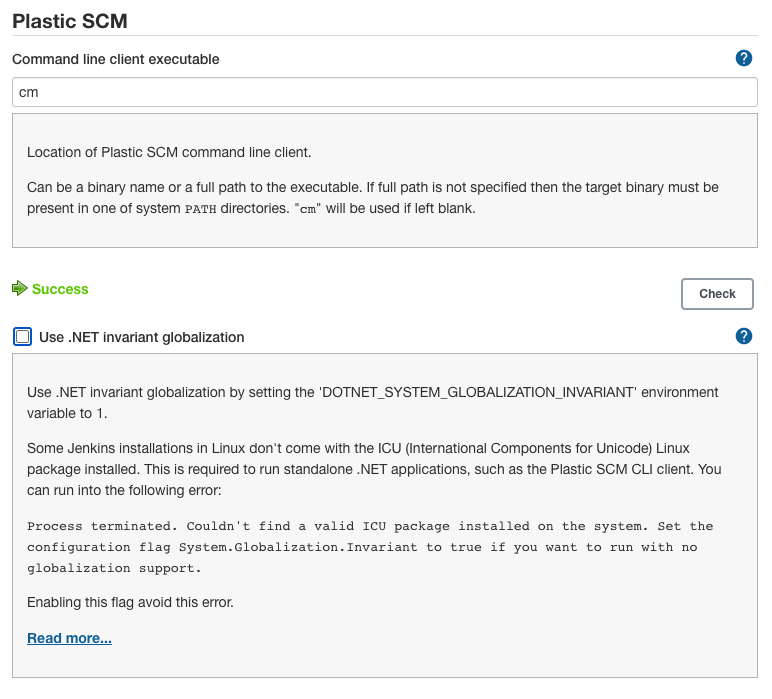 Plastic SCM
Command line client executable
?
cm
Location of Plastic SCM command line client.
Can be a binary name or a full path to the executable. If full path is not specified then the target binary must be
present in one of system PATH directories. "cm" will be used if left blank.
Success
Check
Use .NET invariant globalization
?
Use .NET invariant globalization by setting the 'DOTNET_SYSTEM_GLOBALIZATION_INVARIANT' environment
variable to 1.
Some Jenkins installations in Linux don't come with the ICU (International Components for Unicode) Linux
package installed. This is required to run standalone .NET applications, such as the Plastic SCM CLI client. You
can run into the following error:
Process terminated. Couldn't find a valid ICU package installed on the system. Set the
configuration flag System.Globalization.Invariant to true if you want to run with no
globalization support.
Enabling this flag avoid this error.
Read more...